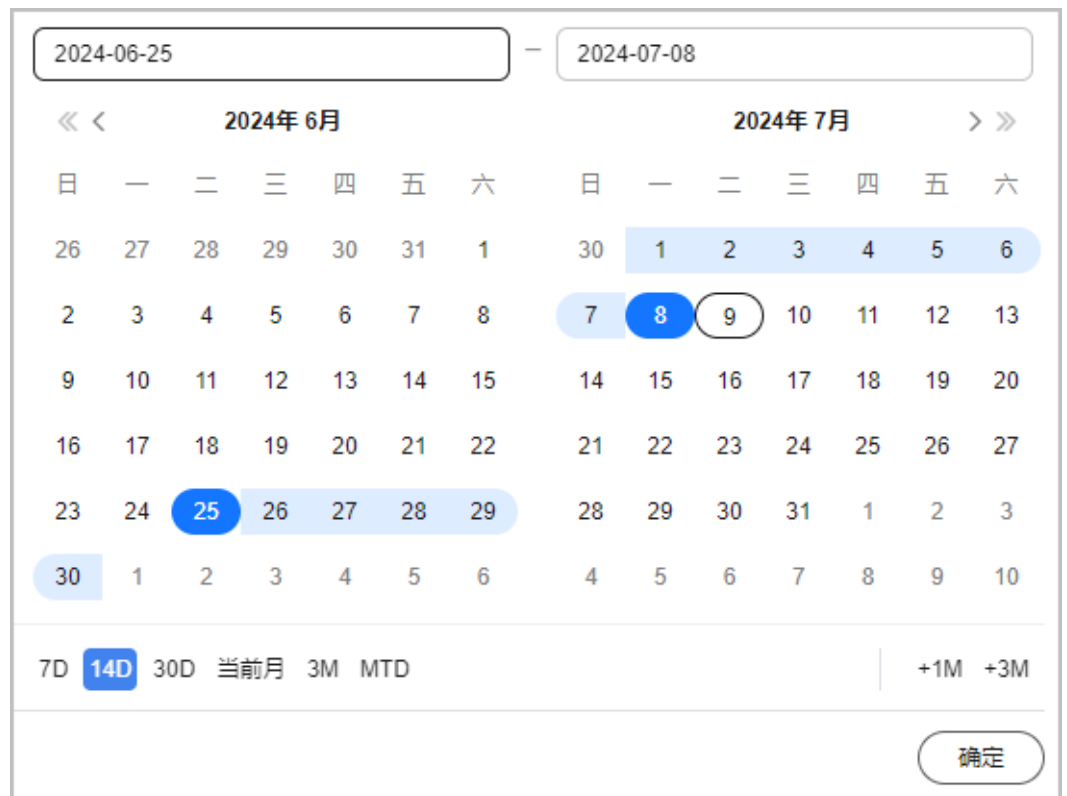 2024-06-25 – 2024-07-08
« < 2024年 6月 2024年 7月 > »
日 一 二 三 四 五 六 日 一 二 三 四 五 六
26 27 28 29 30 31 1 30 1 2 3 4 5 6
2 3 4 5 6 7 8 7 8 9 10 11 12 13
9 10 11 12 13 14 15 14 15 16 17 18 19 20
16 17 18 19 20 21 22 21 22 23 24 25 26 27
23 24 25 26 27 28 29 28 29 30 31 1 2 3
30 1 2 3 4 5 6 4 5 6 7 8 9 10
7D 14D 30D 当前月 3M MTD +1M +3M
确定